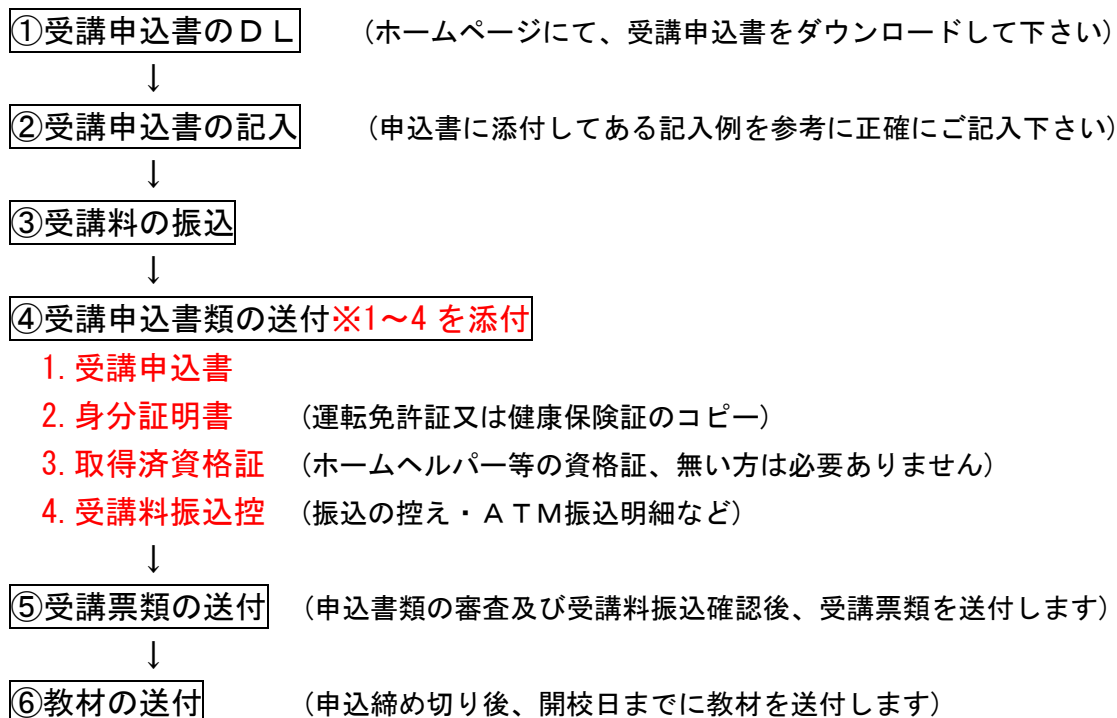 ①受講申込書のＤＬ （ホームページにて、受講申込書をダウンロードして下さい）
↓
②受講申込書の記入 （申込書に添付してある記入例を参考に正確にご記入下さい）
↓
③受講料の振込
↓
④受講申込書類の送付※1～4 を添付
1. 受講申込書
2. 身分証明書 （運転免許証又は健康保険証のコピー）
3. 取得済資格証 （ホームヘルパー等の資格証、無い方は必要ありません）
4. 受講料振込控 （振込の控え・ＡＴＭ振込明細など）
↓
⑤受講票類の送付 （申込書類の審査及び受講料振込確認後、受講票類を送付します）
↓
⑥教材の送付 （申込締め切り後、開校日までに教材を送付します）